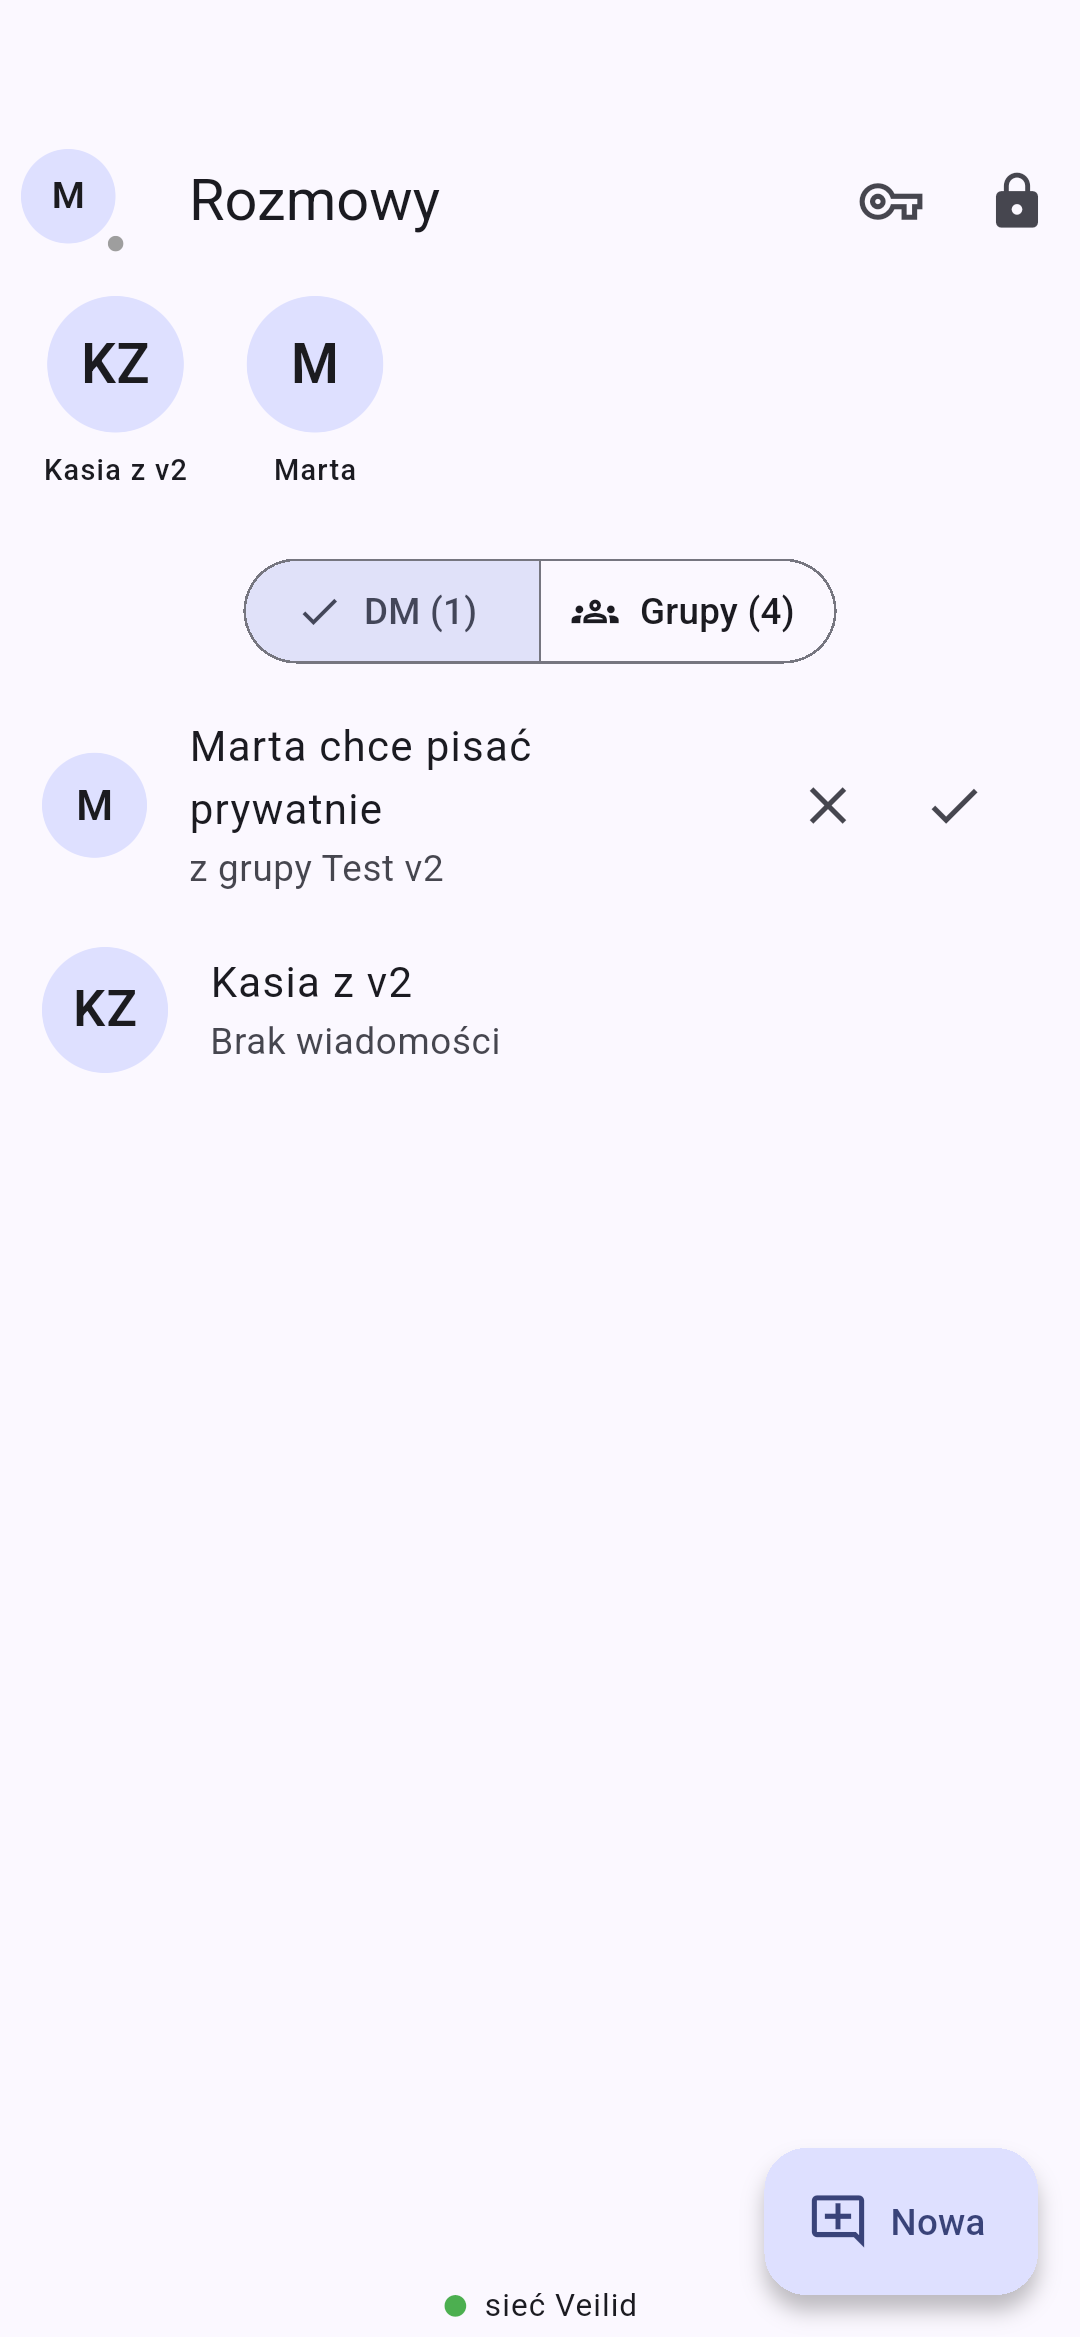 M
Rozmowy
KZ
M
Kasia z v2
Marta
DM (1)
Grupy (4)
M
Marta chce pisać
prywatnie
z grupy Test v2
KZ
Kasia z v2
Brak wiadomości
Nowa
sieć Veilid